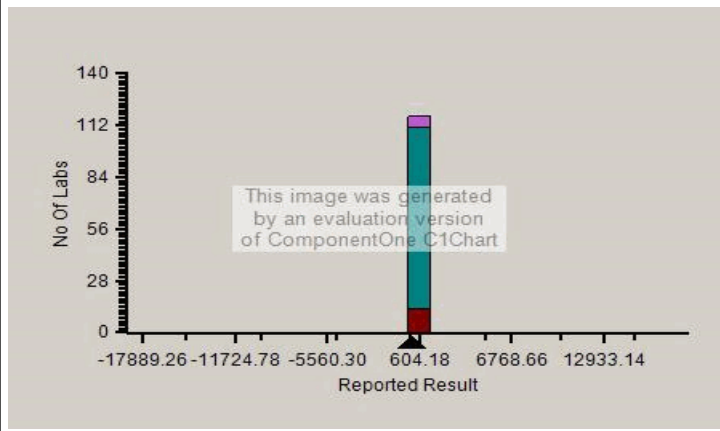 140
112
84
56
28
0
No Of Labs
This image was generated
by an evaluation version
of ComponentOne C1Chart
-17889.26 -11724.78 -5560.30 604.18 6768.66 12933.14
Reported Result